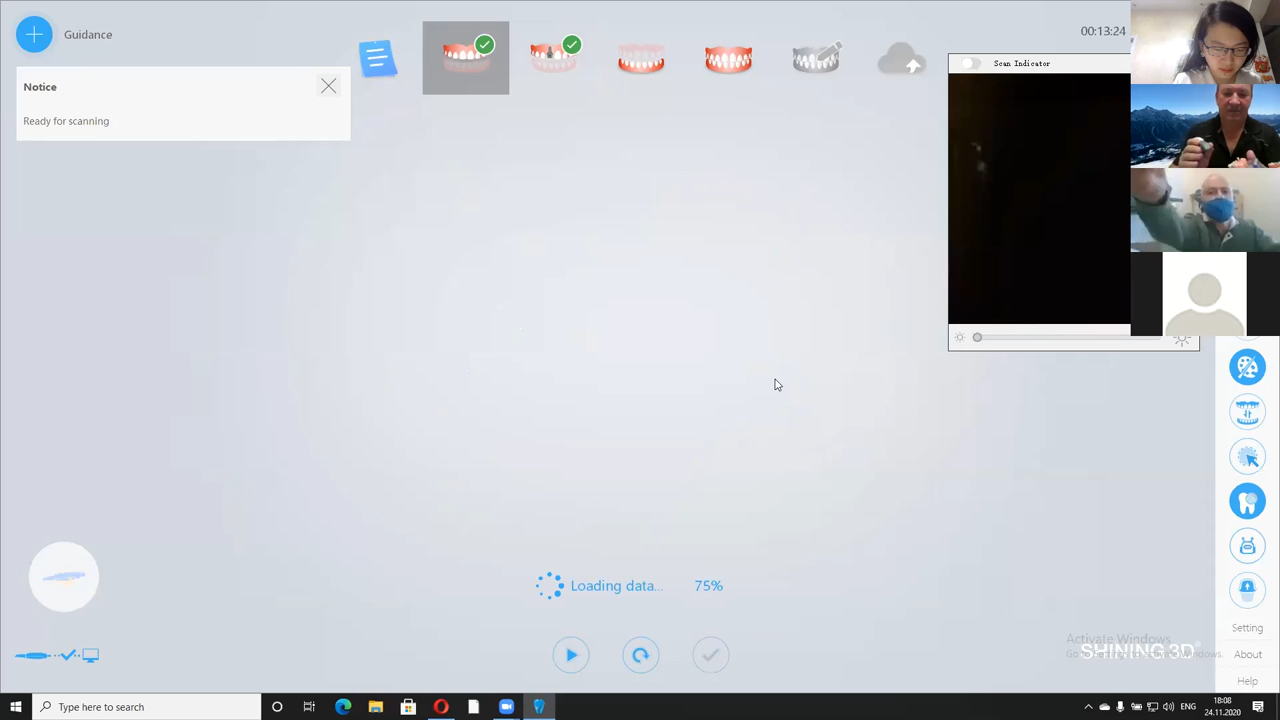 Guidance
00:13:24
Scan Indicator
Notice
Ready for scanning
Loading data... 75%
Setting
Activate Windows
SHINING 3D®
About
Help
Type here to search
ENG
18:08
24.11.2020